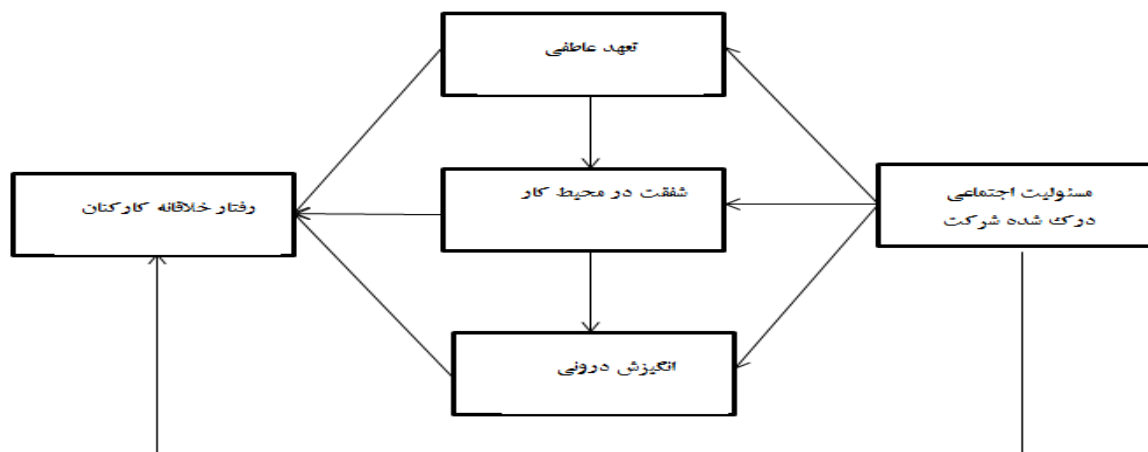 تعهد عاطفی
مسئولیت اجتماعی
درک شده شرکت
شفقت در محیط کار
رفتار خلاقانه کارکنان
انگیزش درونی